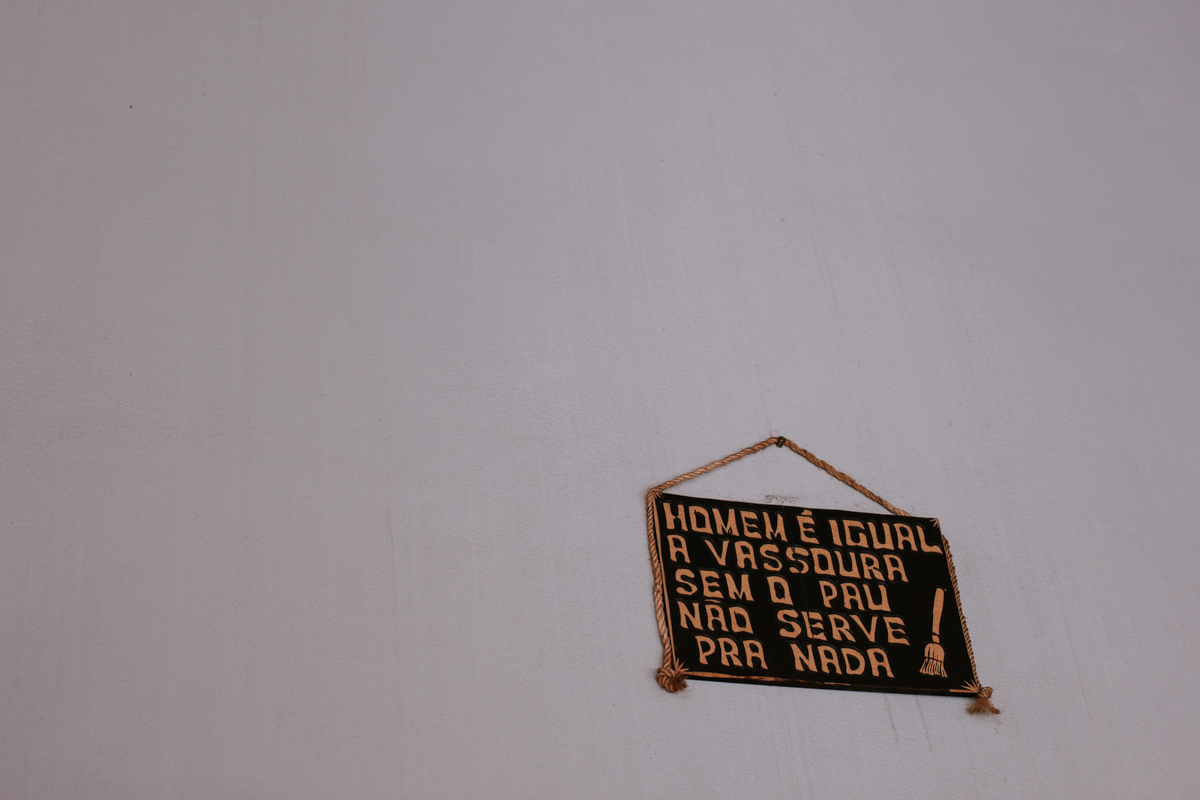 HOMEM É IGUAL
A VASSOURA
SEM O PAU
NÃO SERVE
PRA NADA